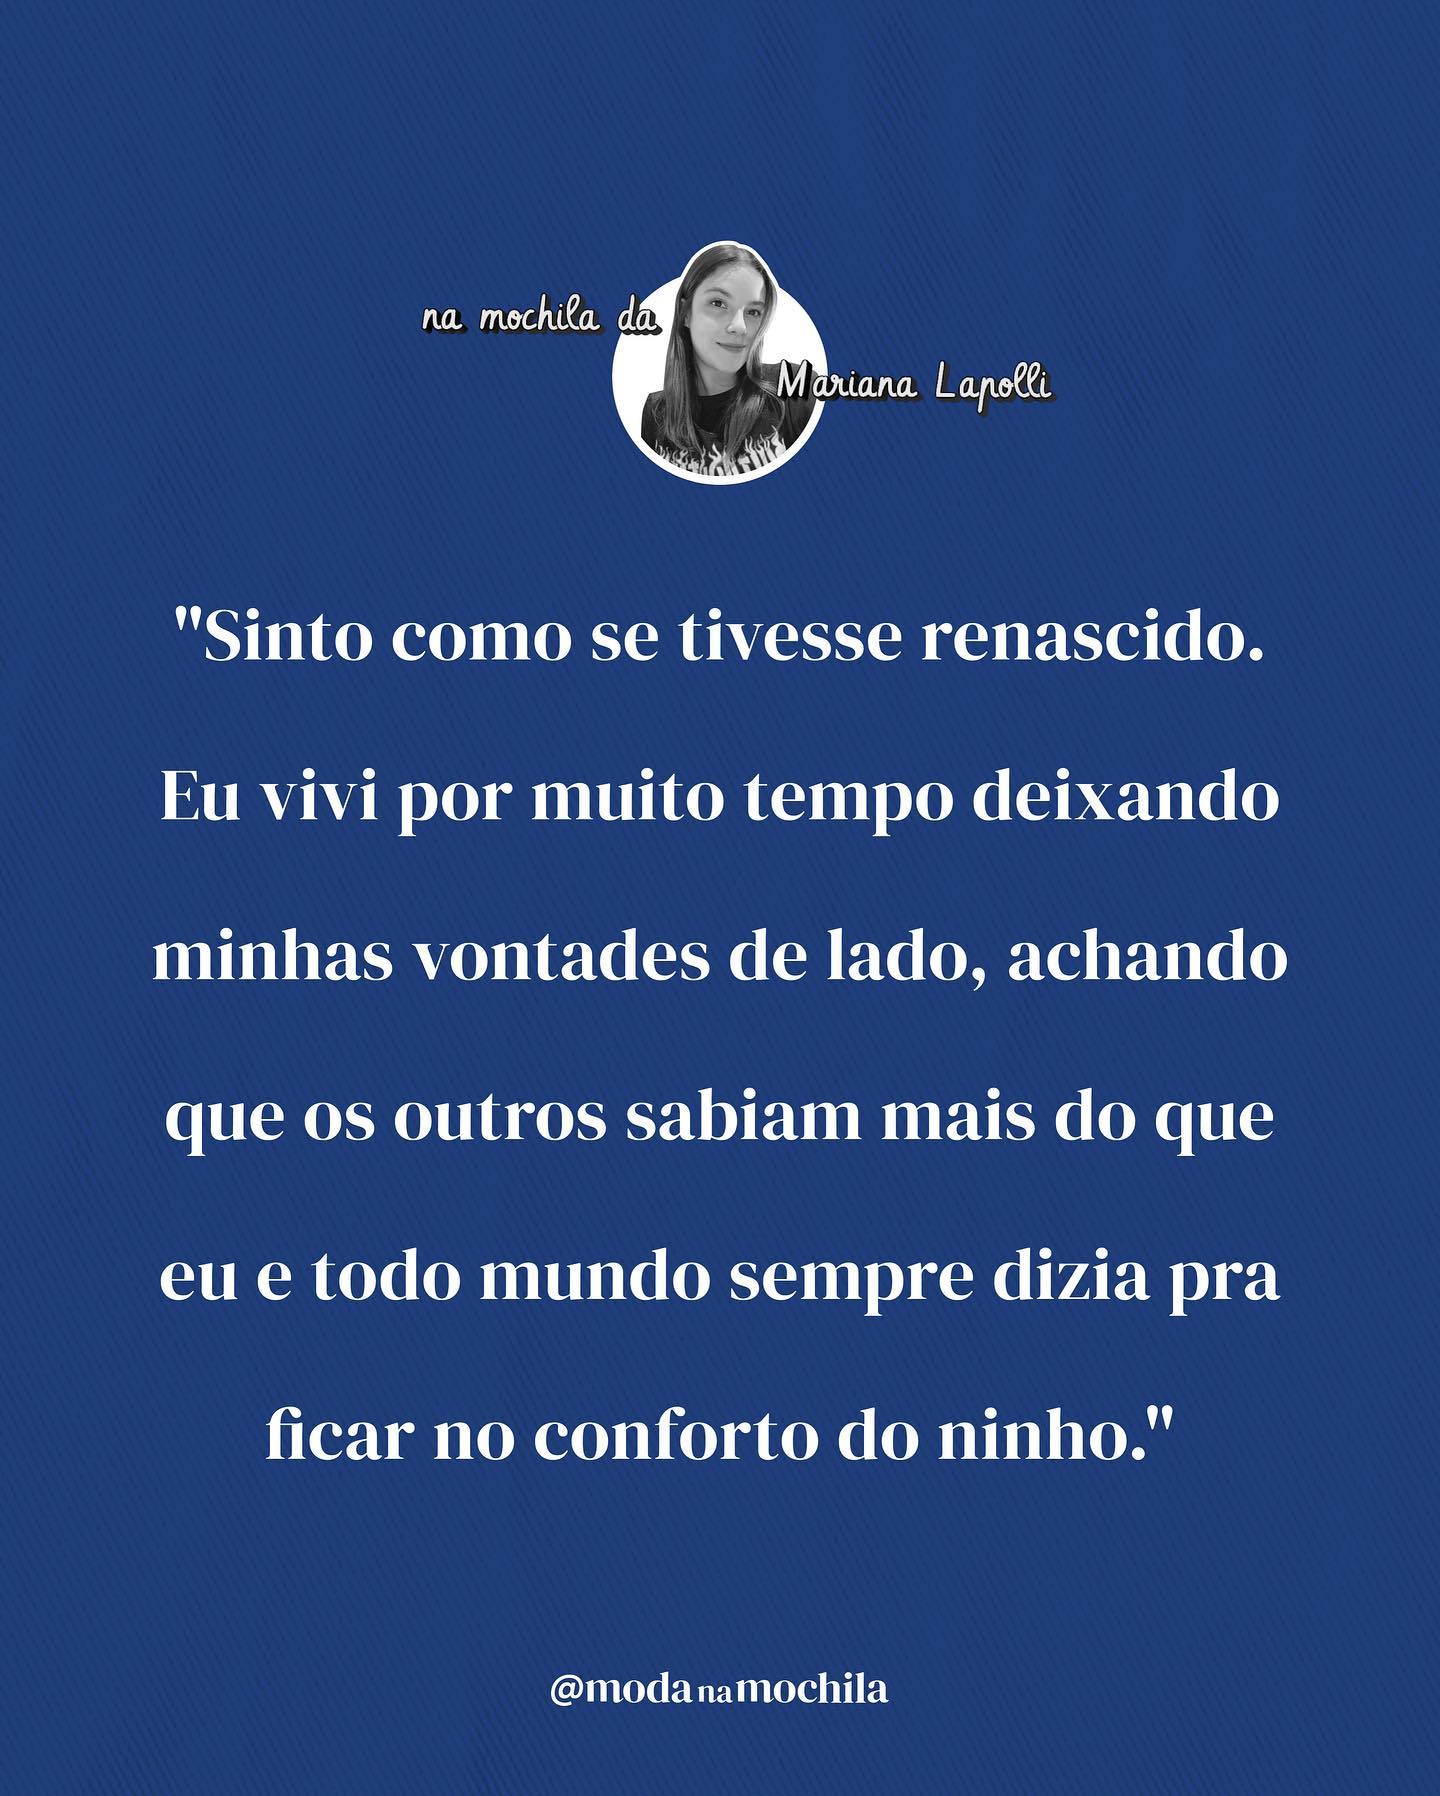 na mochila da
Mariana Lapolli
"Sinto como se tivesse renascido.
Eu vivi por muito tempo deixando
minhas vontades de lado, achando
que os outros sabiam mais do que
eu e todo mundo sempre dizia pra
ficar no conforto do ninho."
@modanamochila